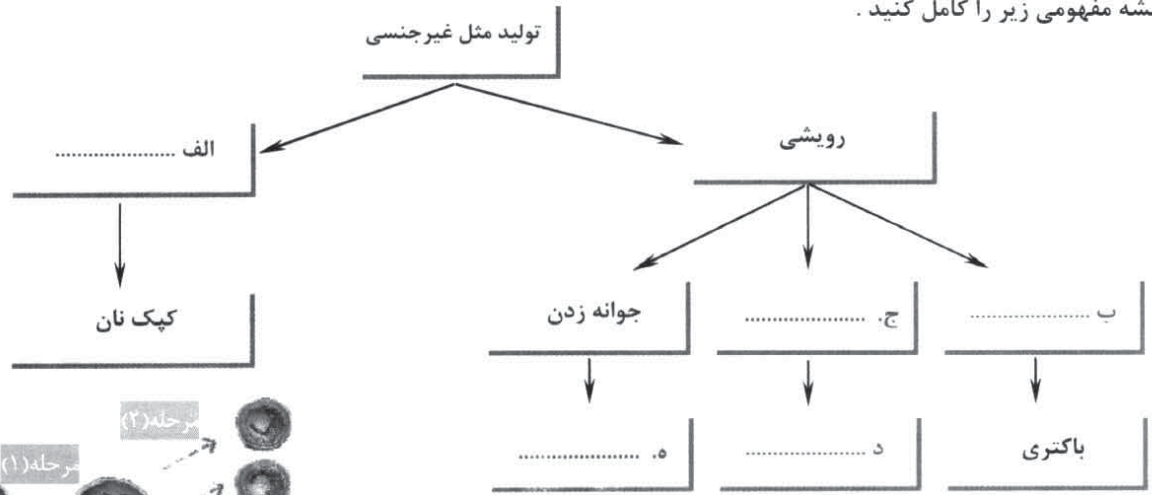 شه مفهومی زیر را کامل کنید .
تولید مثل غیرجنسی
رویشی
الف .....................
ب .....................
ج. .....................
جوانه زدن
کپک نان
باکتری
د .....................
ه. .....................
مرحله(۲)
مرحله(۱)